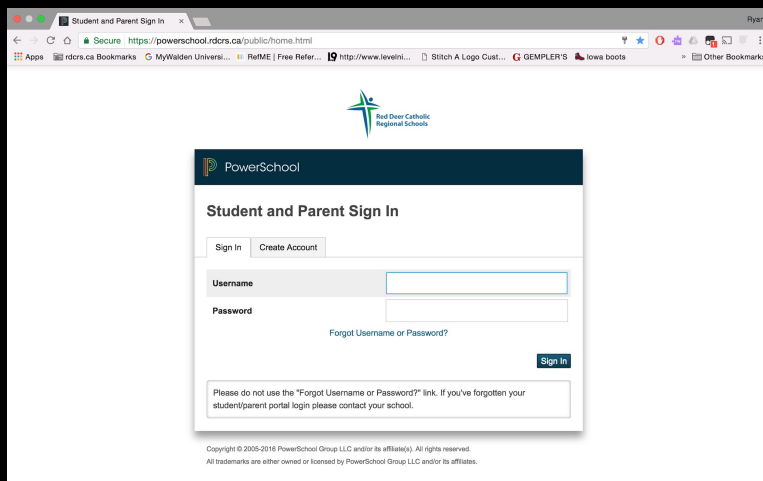 Student and Parent Sign In
Ryan
Secure https://powerschool.rdcrs.ca/public/home.html
Apps rdcrs.ca Bookmarks MyWalden Universi... RefME | Free Refer... http://www.levelni... Stitch A Logo Cust... GEMPLER'S Iowa boots » Other Bookmarks
Red Deer Catholic
Regional Schools
PowerSchool
Student and Parent Sign In
Sign In Create Account
Username
Password
Forgot Username or Password?
Sign In
Please do not use the "Forgot Username or Password?" link. If you've forgotten your
student/parent portal login please contact your school.
Copyright © 2005-2016 PowerSchool Group LLC and/or its affiliate(s). All rights reserved.
All trademarks are either owned or licensed by PowerSchool Group LLC and/or its affiliates.